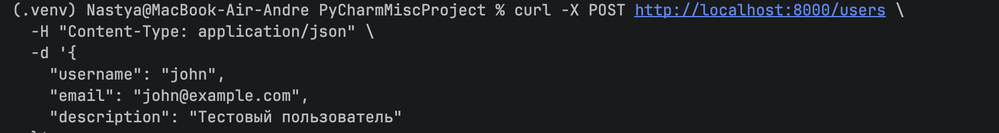 (.venv) Nastya@MacBook-Air-Andre PyCharmMiscProject % curl -X POST http://localhost:8000/users \
-H "Content-Type: application/json" \
-d '{
"username": "john",
"email": "john@example.com",
"description": "Тестовый пользователь"